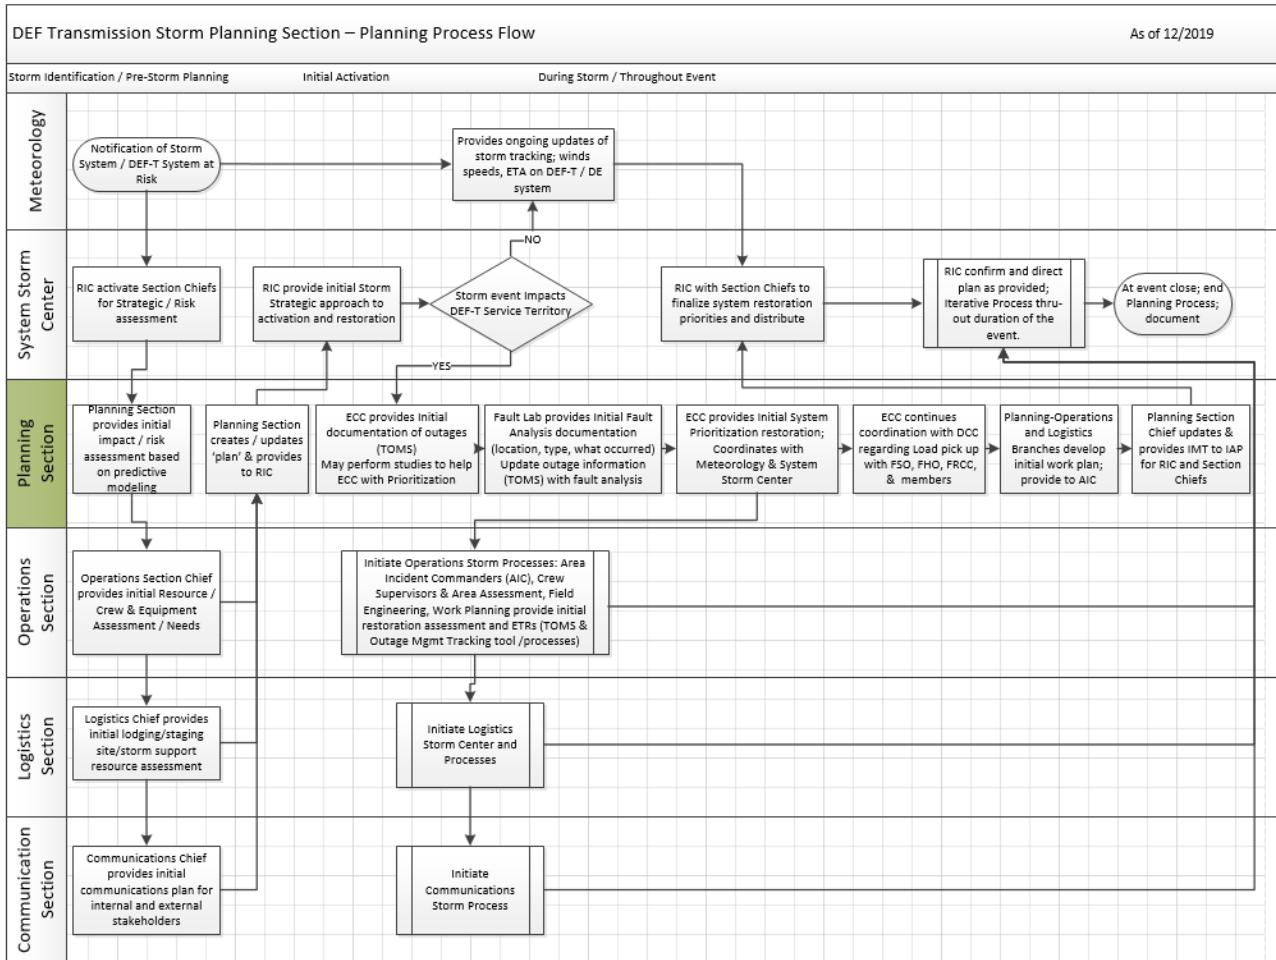 DEF Transmission Storm Planning Section – Planning Process Flow
As of 12/2019
Storm Identification / Pre-Storm Planning
Initial Activation
During Storm / Throughout Event
Meteorology
Notification of Storm
System / DEF-T System at
Risk
Provides ongoing updates of
storm tracking; winds
speeds, ETA on DEF-T / DE
system
System Storm
Center
RIC activate Section Chiefs
for Strategic / Risk
assessment
RIC provide initial Storm
Strategic approach to
activation and restoration
NO
Storm event Impacts
DEF-T Service Territory
YES
RIC with Section Chiefs to
finalize system restoration
priorities and distribute
RIC confirm and direct
plan as provided;
Iterative Process thru-
out duration of the
event.
At event close; end
Planning Process;
document
Planning
Section
Planning Section
provides initial
impact / risk
assessment based
on predictive
modeling
Planning Section
creates / updates
‘plan’ & provides
to RIC
ECC provides Initial
documentation of outages
(TOMS)
May perform studies to help
ECC with Prioritization
Fault Lab provides Initial Fault
Analysis documentation
(location, type, what occurred)
Update outage information
(TOMS) with fault analysis
ECC provides Initial System
Prioritization restoration;
Coordinates with
Meteorology & System
Storm Center
ECC continues
coordination with DCC
regarding Load pick up
with FSO, FHO, FRCC,
& members
Planning-Operations
and Logistics
Branches develop
initial work plan;
provide to AIC
Planning Section
Chief updates &
provides IMT to IAP
for RIC and Section
Chiefs
Operations
Section
Operations Section Chief
provides initial Resource /
Crew & Equipment
Assessment / Needs
Initiate Operations Storm Processes: Area
Incident Commanders (AIC), Crew
Supervisors & Area Assessment, Field
Engineering, Work Planning provide initial
restoration assessment and ETRs (TOMS &
Outage Mgmt Tracking tool /processes)
Logistics
Section
Logistics Chief provides
initial lodging/staging
site/storm support
resource assessment
Initiate Logistics
Storm Center and
Processes
Communication
Section
Communications Chief
provides initial
communications plan for
internal and external
stakeholders
Initiate
Communications
Storm Process